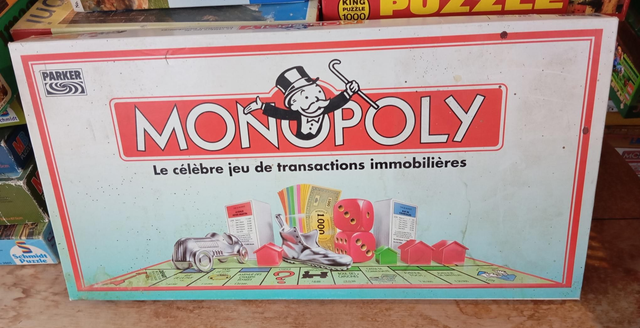 KING
PUZZLE
1000
PUZZLE
PARKER
MONOPOLY
Le célèbre jeu de transactions immobilières
1000
Schmidt
Puzzle